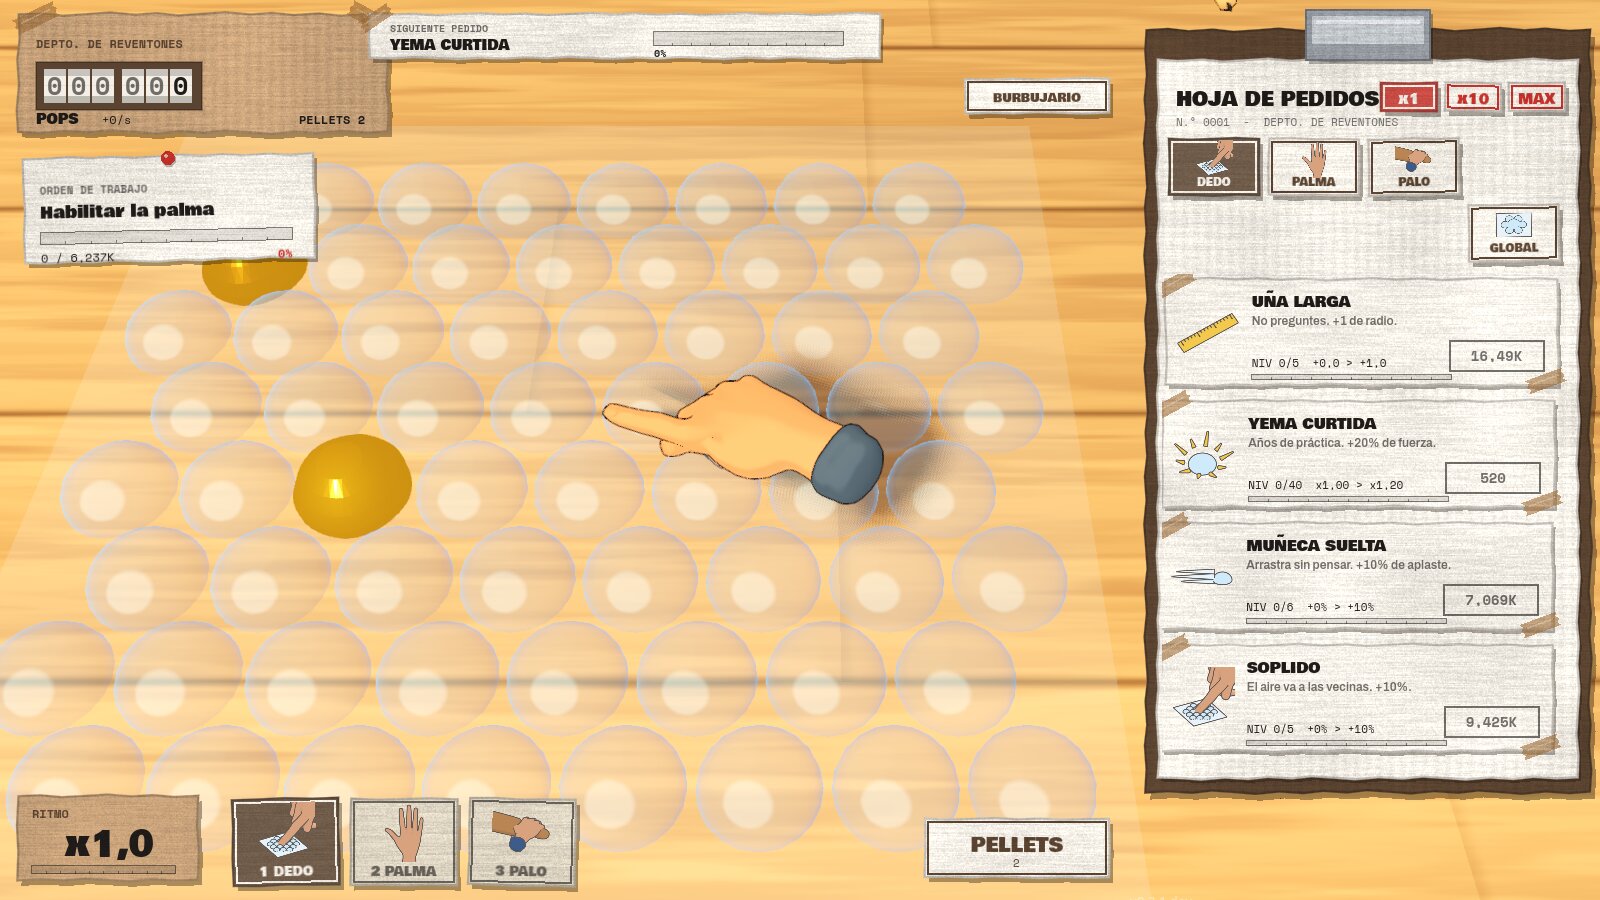 DEPTO. DE REVENTONES
000 000
POPS +0/s PELLETS 2
SIGUIENTE PEDIDO
YEMA CURTIDA
0%
BURBUJARIO
ORDEN DE TRABAJO
Habilitar la palma
0 / 6,237K 0%
HOJA DE PEDIDOS x1 x10 MAX
N.º 0001 - DEPTO. DE REVENTONES
DEDO PALMA PALO
GLOBAL
UÑA LARGA
No preguntes. +1 de radio.
NIV 0/5 +0,0 > +1,0
16,49K
YEMA CURTIDA
Años de práctica. +20% de fuerza.
NIV 0/40 x1,00 > x1,20
520
MUÑECA SUELTA
Arrastra sin pensar. +10% de aplaste.
NIV 0/6 +0% > +10%
7,069K
SOPLIDO
El aire va a las vecinas. +10%.
NIV 0/5 +0% > +10%
9,425K
RITMO
x1,0
1 DEDO 2 PALMA 3 PALO
PELLETS
2